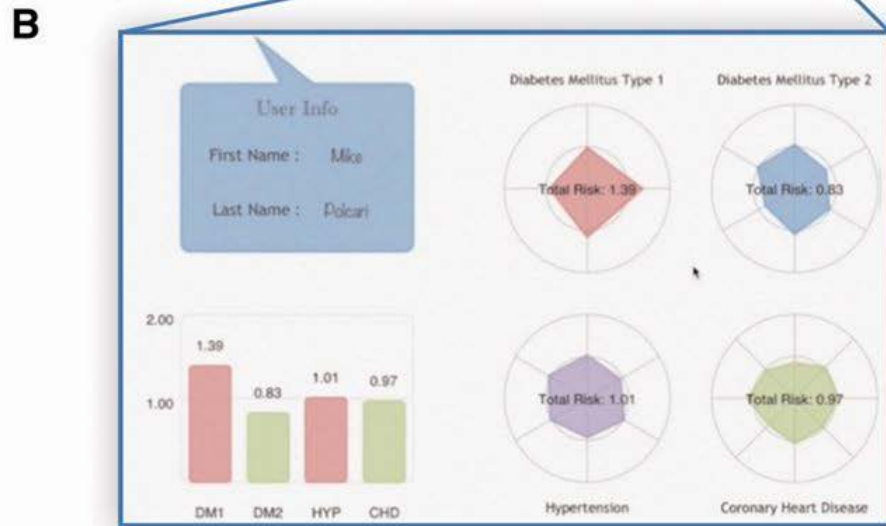 B
User Info
First Name : Mike
Last Name : Polcari
Diabetes Mellitus Type 1
Total Risk: 1.39
Diabetes Mellitus Type 2
Total Risk: 0.83
2.00
1.00
1.39
0.83
1.01
0.97
DM1 DM2 HYP CHD
Total Risk: 1.01
Hypertension
Total Risk: 0.97
Coronary Heart Disease